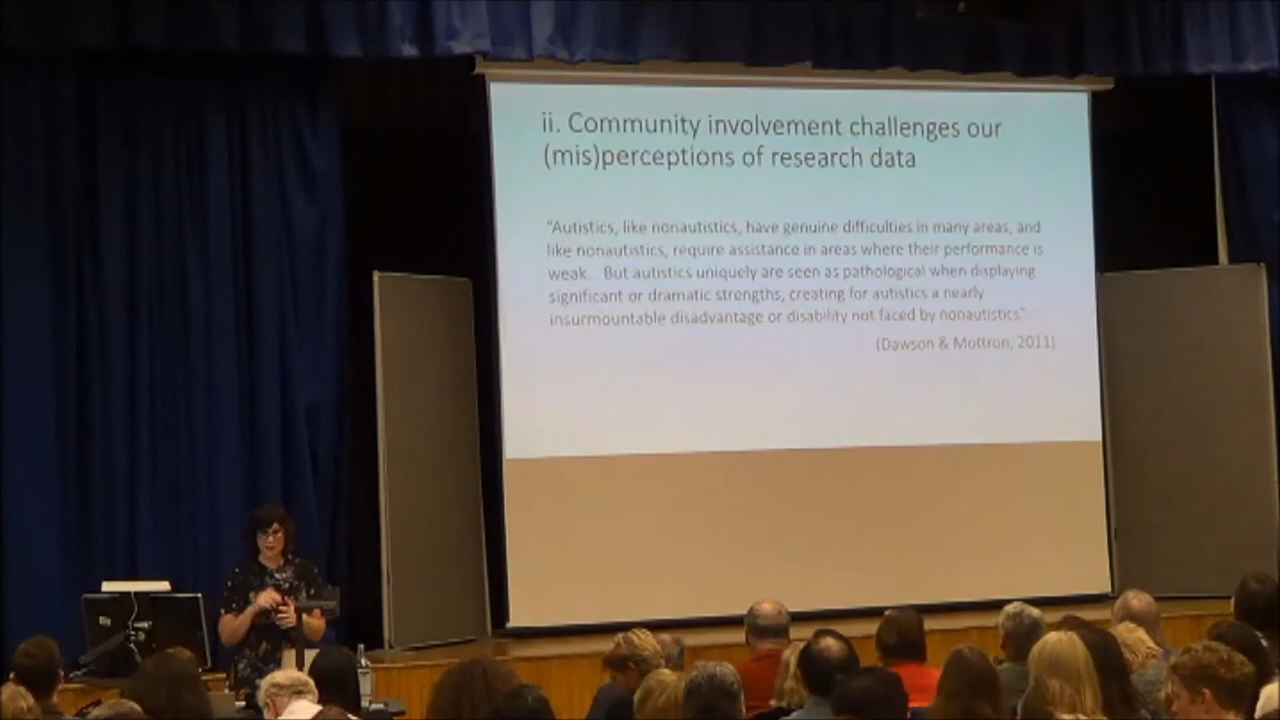 ii. Community involvement challenges our
(mis)perceptions of research data
"Autistics, like nonautistics, have genuine difficulties in many areas, and
like nonautistics, require assistance in areas where their performance is
weak... But autistics uniquely are seen as pathological when displaying
significant or dramatic strengths, creating for autistics a nearly
insurmountable disadvantage or disability not faced by nonautistics"
(Dawson & Mottron, 2011)